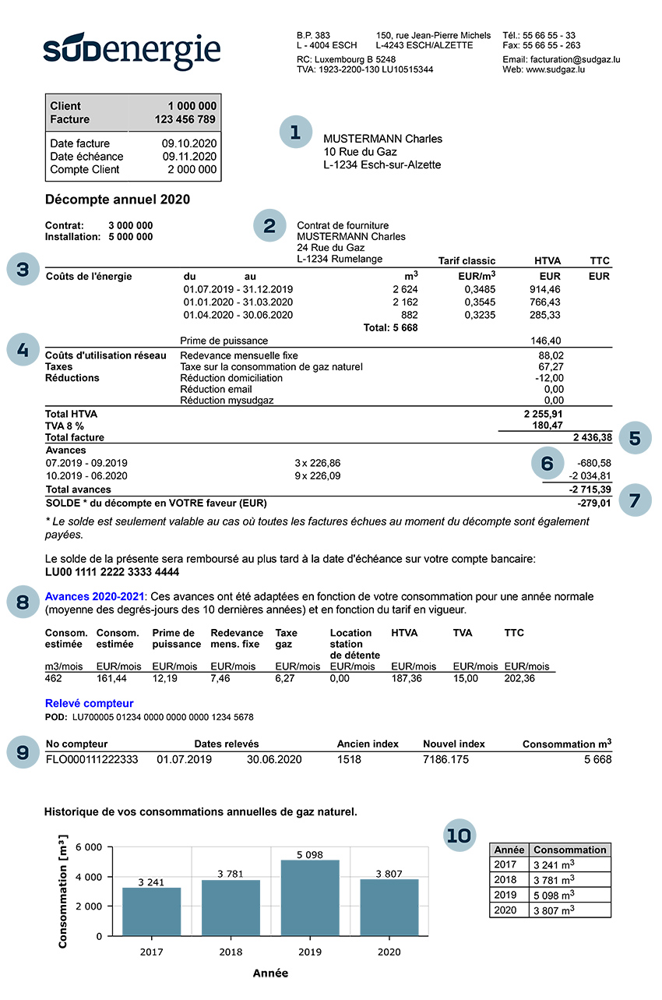 SÜDenergie
B.P. 383 150, rue Jean-Pierre Michels Tél.: 55 66 55 - 33
L - 4004 ESCH L-4243 ESCH/ALZETTE Fax: 55 66 55 - 263
RC: Luxembourg B 5248 Email: facturation@sudgaz.lu
TVA: 1923-2200-130 LU10515344 Web: www.sudgaz.lu
Client 1 000 000
Facture 123 456 789
Date facture 09.10.2020
Date échéance 09.11.2020
Compte Client 2 000 000
1
MUSTERMANN Charles
10 Rue du Gaz
L-1234 Esch-sur-Alzette
Décompte annuel 2020
Contrat: 3 000 000
Installation: 5 000 000
2
Contrat de fourniture
MUSTERMANN Charles
24 Rue du Gaz
L-1234 Rumelange
Tarif classic HTVA TTC
3
Coûts de l'énergie du au m³ EUR/m³ EUR EUR
01.07.2019 - 31.12.2019 2 624 0,3485 914,46
01.01.2020 - 31.03.2020 2 162 0,3545 766,43
01.04.2020 - 30.06.2020 882 0,3235 285,33
Total: 5 668
Prime de puissance 146,40
4
Coûts d'utilisation réseau Redevance mensuelle fixe 88,02
Taxes Taxe sur la consommation de gaz naturel 67,27
Réductions Réduction domiciliation -12,00
Réduction email 0,00
Réduction mysudgaz 0,00
Total HTVA 2 255,91
TVA 8 % 180,47
Total facture 2 436,38
5
Avances
07.2019 - 09.2019 3 x 226,86 -680,58
6
10.2019 - 06.2020 9 x 226,09 -2 034,81
Total avances -2 715,39
7
SOLDE * du décompte en VOTRE faveur (EUR) -279,01
* Le solde est seulement valable au cas où toutes les factures échues au moment du décompte sont également
payées.
Le solde de la présente sera remboursé au plus tard à la date d'échéance sur votre compte bancaire:
LU00 1111 2222 3333 4444
8
Avances 2020-2021: Ces avances ont été adaptées en fonction de votre consommation pour une année normale
(moyenne des degrés-jours des 10 dernières années) et en fonction du tarif en vigueur.
Consom. Consom. Prime de Redevance Taxe Location HTVA TVA TTC
estimée estimée puissance mens. fixe gaz station
de détente
m3/mois EUR/mois EUR/mois EUR/mois EUR/mois EUR/mois EUR/mois EUR/mois EUR/mois
462 161,44 12,19 7,46 6,27 0,00 187,36 15,00 202,36
Relevé compteur
POD: LU700005 01234 0000 0000 0000 1234 5678
9
No compteur Dates relevés Ancien index Nouvel index Consommation m³
FLO000111222333 01.07.2019 30.06.2020 1518 7186.175 5 668
Historique de vos consommations annuelles de gaz naturel.
10
Consommation [m³]
6 000
4 000
2 000
0
3 241
3 781
5 098
3 807
2017 2018 2019 2020
Année
Année Consommation
2017 3 241 m³
2018 3 781 m³
2019 5 098 m³
2020 3 807 m³